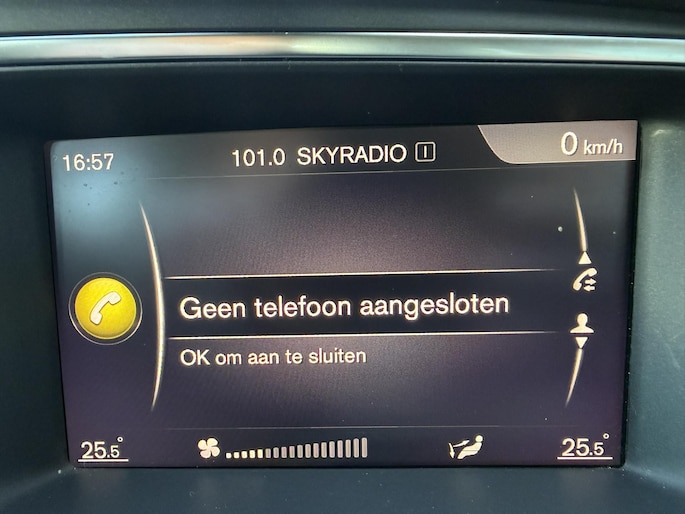 16:57 101.0 SKYRADIO I 0 km/h
Geen telefoon aangesloten
OK om aan te sluiten
25.5° 25.5°